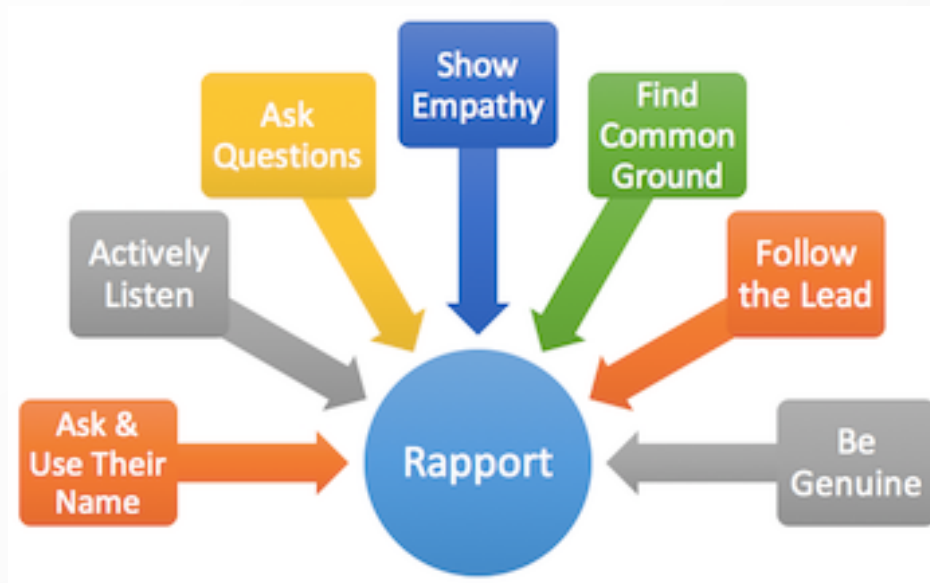 Ask &
Use Their
Name
Actively
Listen
Ask
Questions
Show
Empathy
Find
Common
Ground
Follow
the Lead
Be
Genuine
Rapport